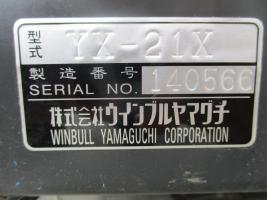 型式 YX-21X
製造番号 140566
SERIAL NO.
株式会社ウインブルヤマグチ
WINBULL YAMAGUCHI CORPORATION